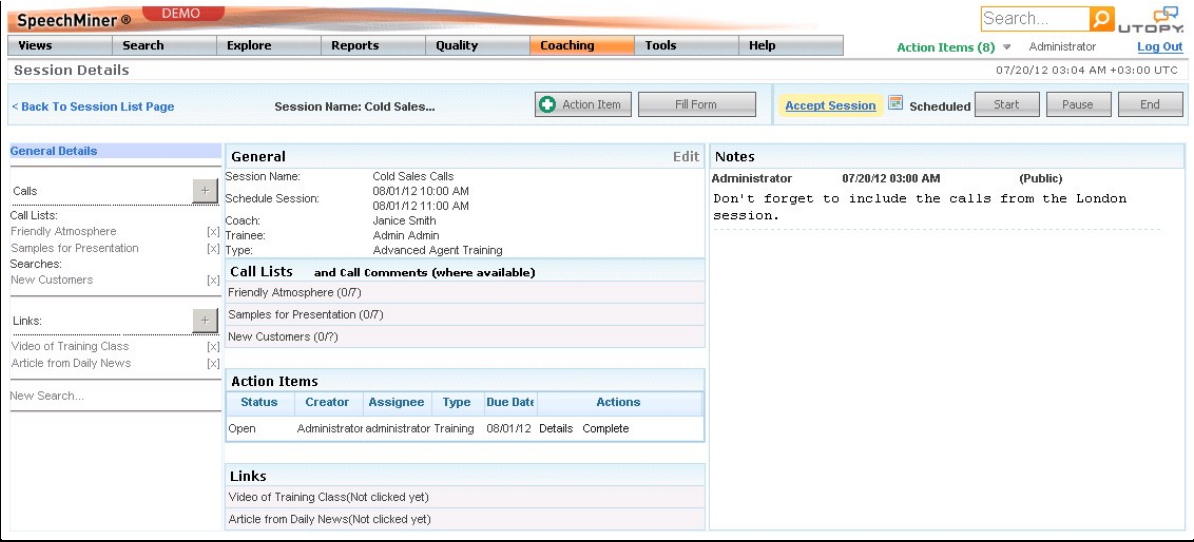 SpeechMiner ® DEMO
Search...
UTOPY
Views Search Explore Reports Quality Coaching Tools Help
Action Items (8) Administrator Log Out
Session Details
07/20/12 03:04 AM +03:00 UTC
< Back To Session List Page
Session Name: Cold Sales...
Action Item
Fill Form
Accept Session
Scheduled
Start
Pause
End
General Details
Calls
+
Call Lists:
Friendly Atmosphere [x]
Samples for Presentation [x]
Searches:
New Customers [x]
Links:
+
Video of Training Class [x]
Article from Daily News [x]
New Search...
General Edit
Session Name: Cold Sales Calls
Schedule Session: 08/01/12 10:00 AM
08/01/12 11:00 AM
Coach: Janice Smith
Trainee: Admin Admin
Type: Advanced Agent Training
Call Lists and Call Comments (where available)
Friendly Atmosphere (0/7)
Samples for Presentation (0/7)
New Customers (0/?)
Action Items
Status Creator Assignee Type Due Date Actions
Open Administrator administrator Training 08/01/12 Details Complete
Links
Video of Training Class(Not clicked yet)
Article from Daily News(Not clicked yet)
Notes
Administrator 07/20/12 03:00 AM (Public)
Don't forget to include the calls from the London
session.